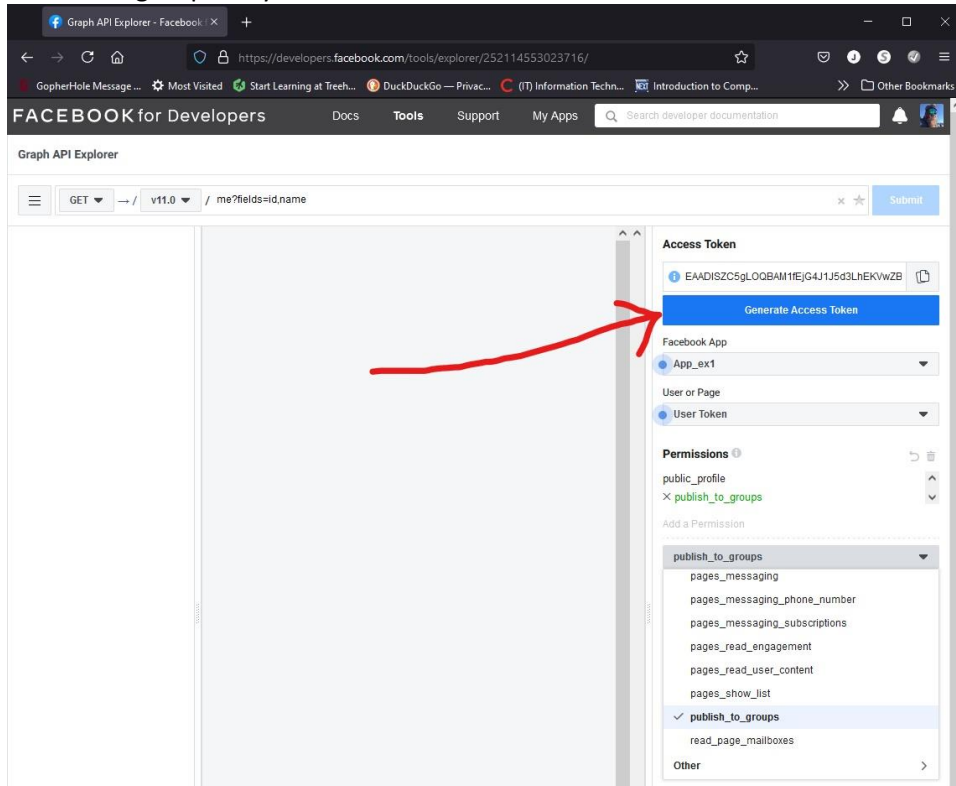 Graph API Explorer - Facebook f
https://developers.facebook.com/tools/explorer/252114553023716/
GopherHole Message ... Most Visited Start Learning at Treeh... DuckDuckGo — Privac... (IT) Information Techn... Introduction to Comp... Other Bookmarks
FACEBOOK for Developers Docs Tools Support My Apps Search developer documentation
Graph API Explorer
GET → / v11.0 / me?fields=id,name Submit
Access Token
EAADISZC5gLOQBAM1fEjG4J1J5d3LhEKVwZB
Generate Access Token
Facebook App
App_ex1
User or Page
User Token
Permissions
public_profile
× publish_to_groups
Add a Permission
publish_to_groups
pages_messaging
pages_messaging_phone_number
pages_messaging_subscriptions
pages_read_engagement
pages_read_user_content
pages_show_list
publish_to_groups
read_page_mailboxes
Other